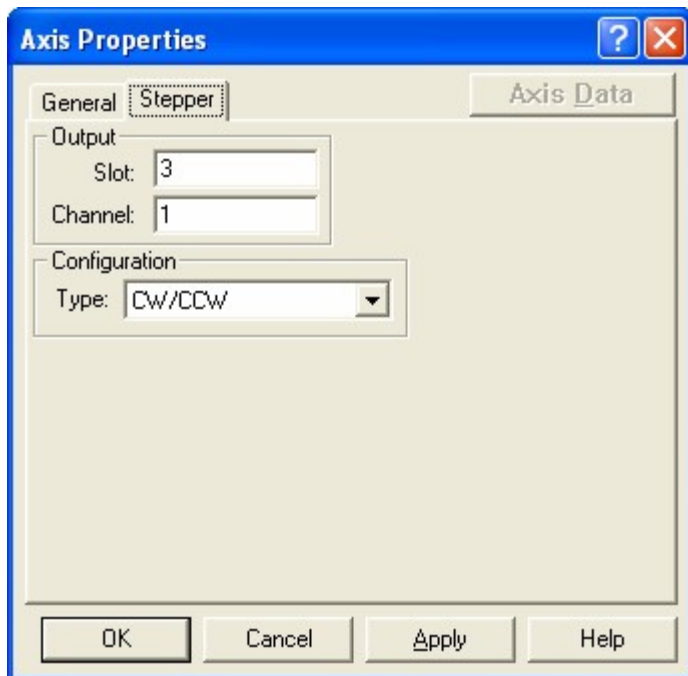 Axis Properties
General Stepper Axis Data
Output
Slot: 3
Channel: 1
Configuration
Type: CW/CCW
OK Cancel Apply Help